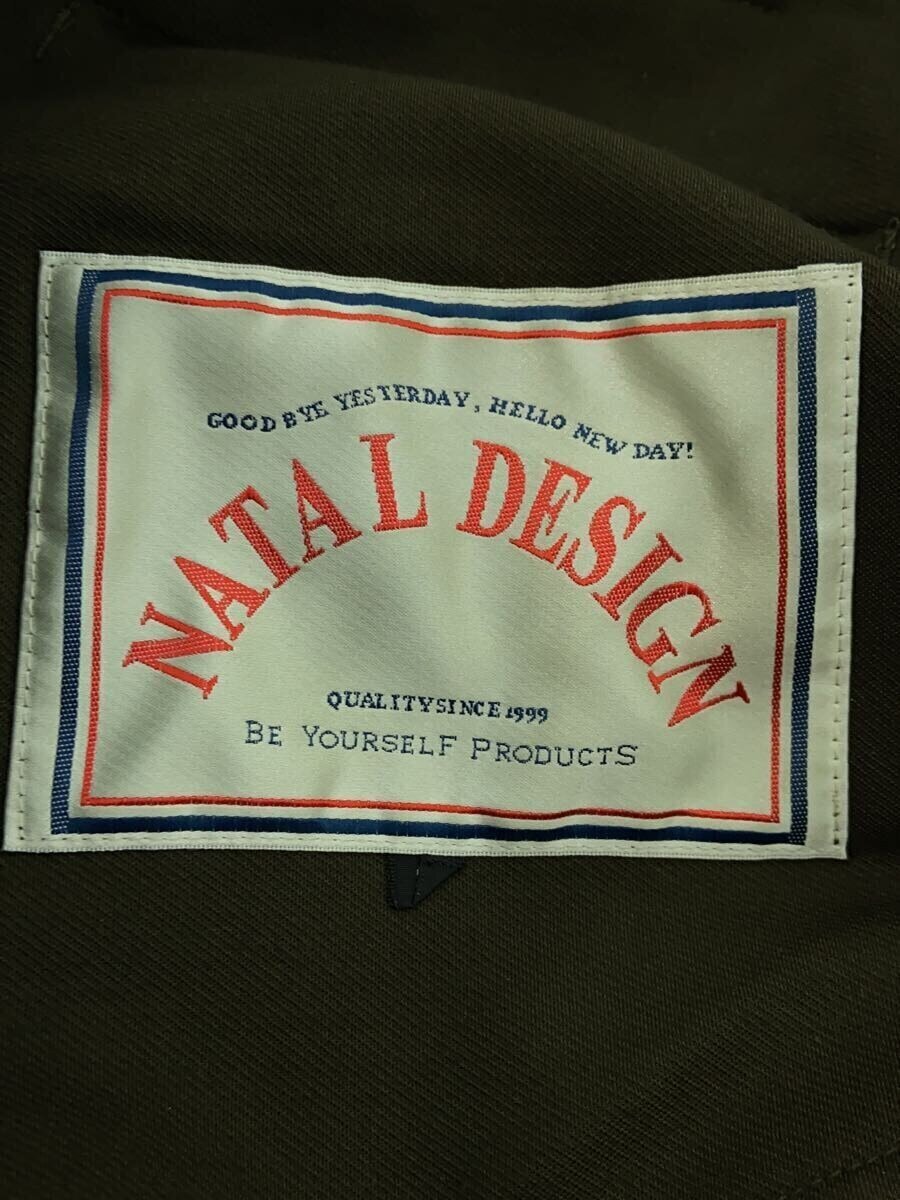 GOOD BYE YESTERDAY, HELLO NEW DAY!
NATAL DESIGN
QUALITYSINCE 1999
BE YOURSELF PRODUCTS